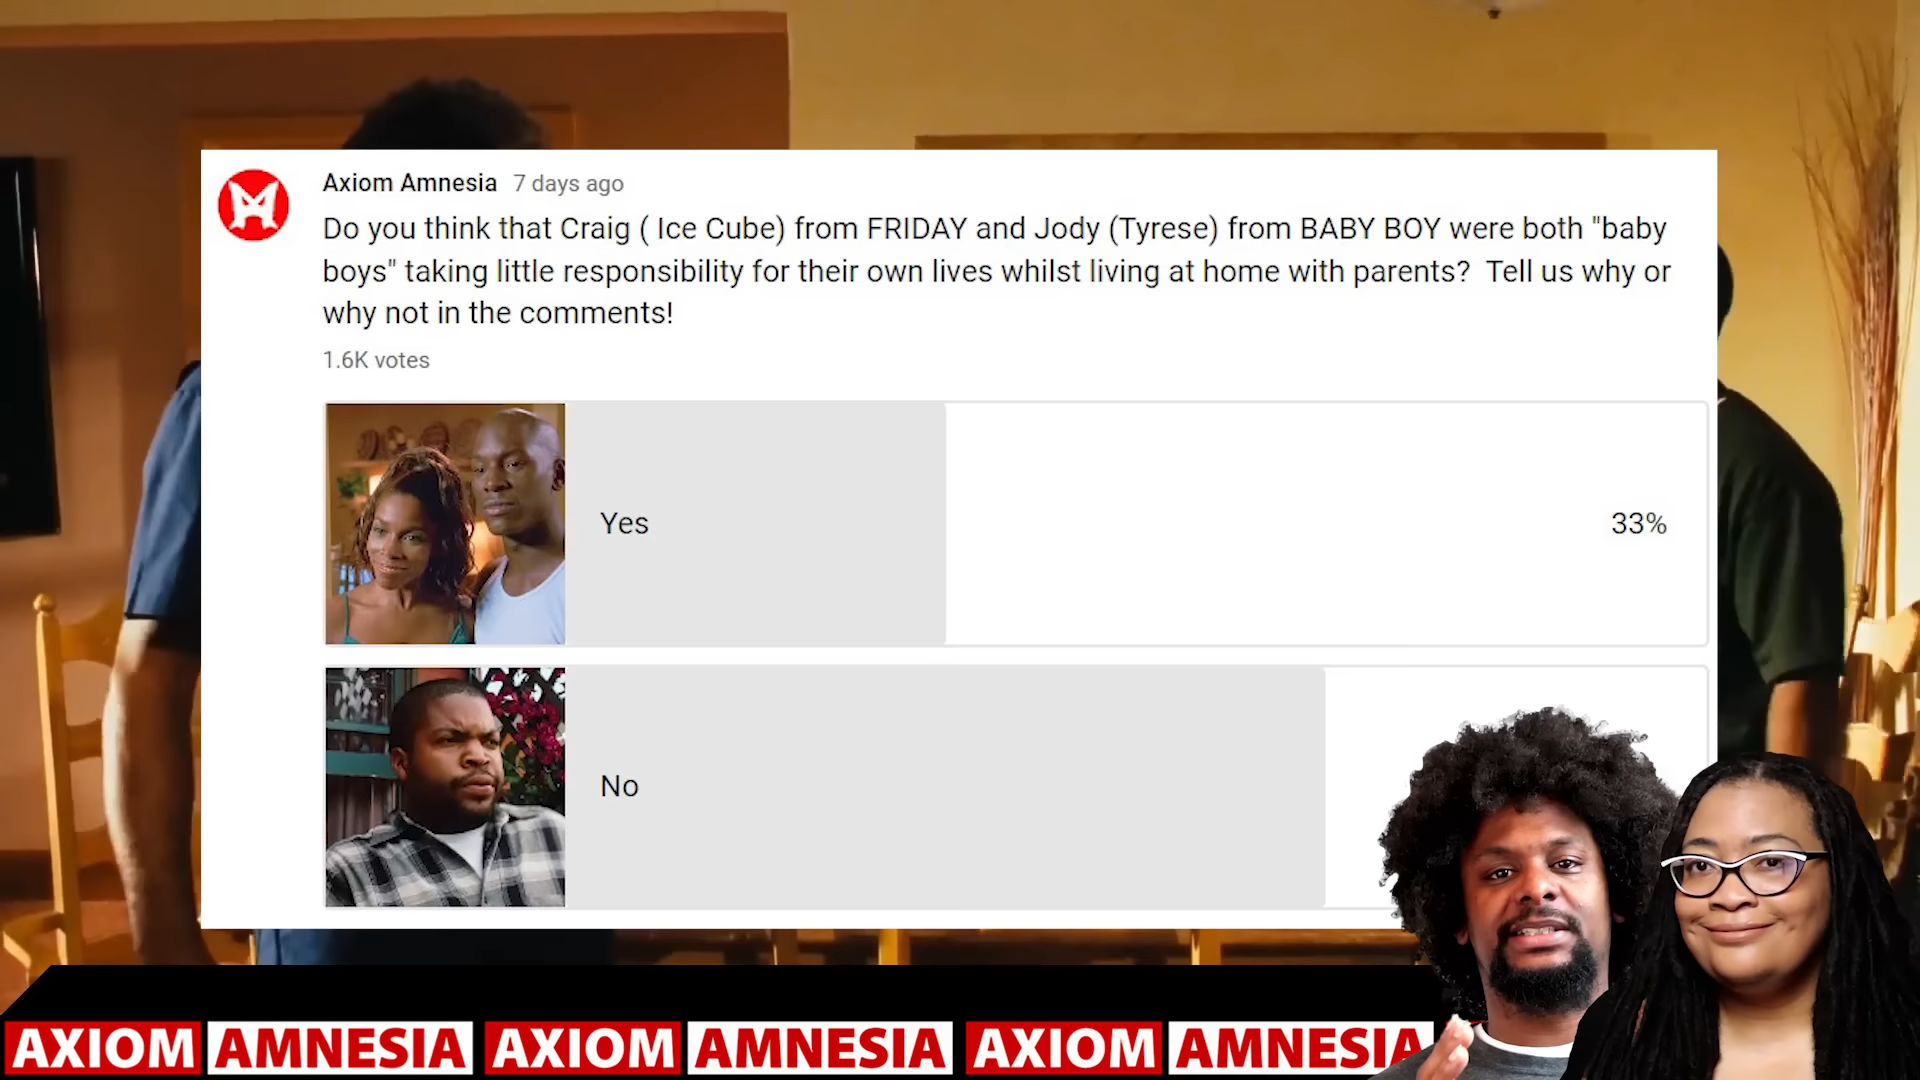 Axiom Amnesia 7 days ago
Do you think that Craig ( Ice Cube) from FRIDAY and Jody (Tyrese) from BABY BOY were both "baby
boys" taking little responsibility for their own lives whilst living at home with parents?  Tell us why or
why not in the comments!
1.6K votes
Yes 33%
No
AXIOM AMNESIA AXIOM AMNESIA AXIOM AMNESIA